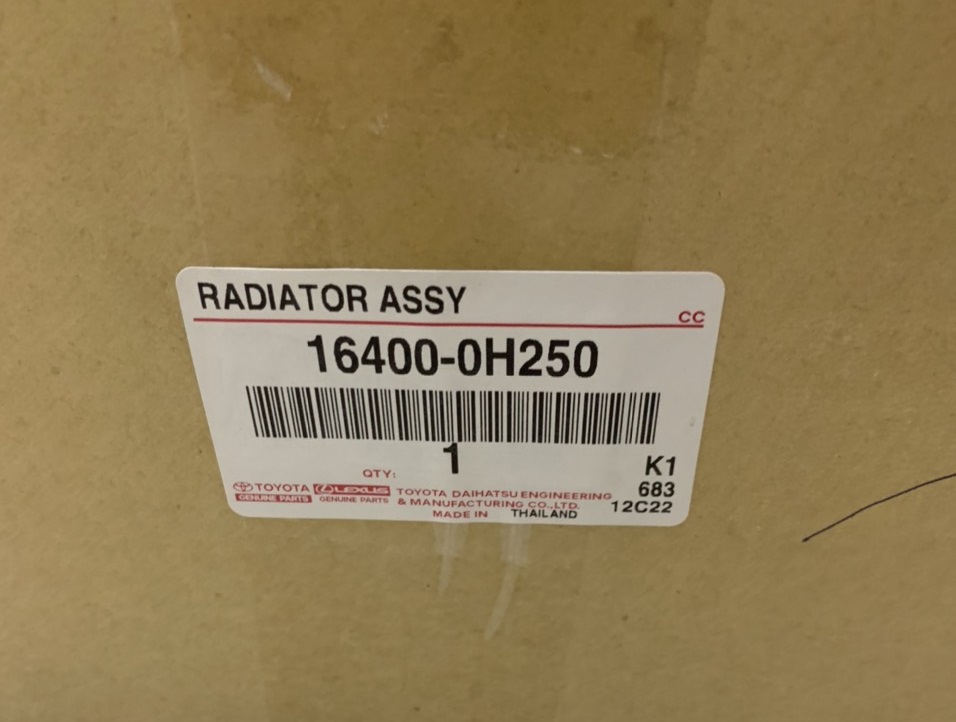 RADIATOR ASSY
CC
16400-0H250
QTY: 1
K1
TOYOTA LEXUS
GENUINE PARTS GENUINE PARTS
TOYOTA DAIHATSU ENGINEERING
& MANUFACTURING CO.,LTD.
MADE IN THAILAND
683
12C22